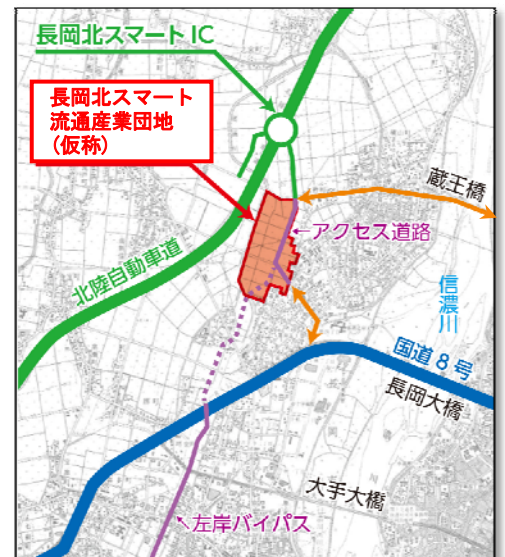 長岡北スマート IC
長岡北スマート
流通産業団地
(仮称)
蔵王橋
アクセス道路
北陸自動車道
信濃川
国道 8 号
長岡大橋
大手大橋
左岸バイパス